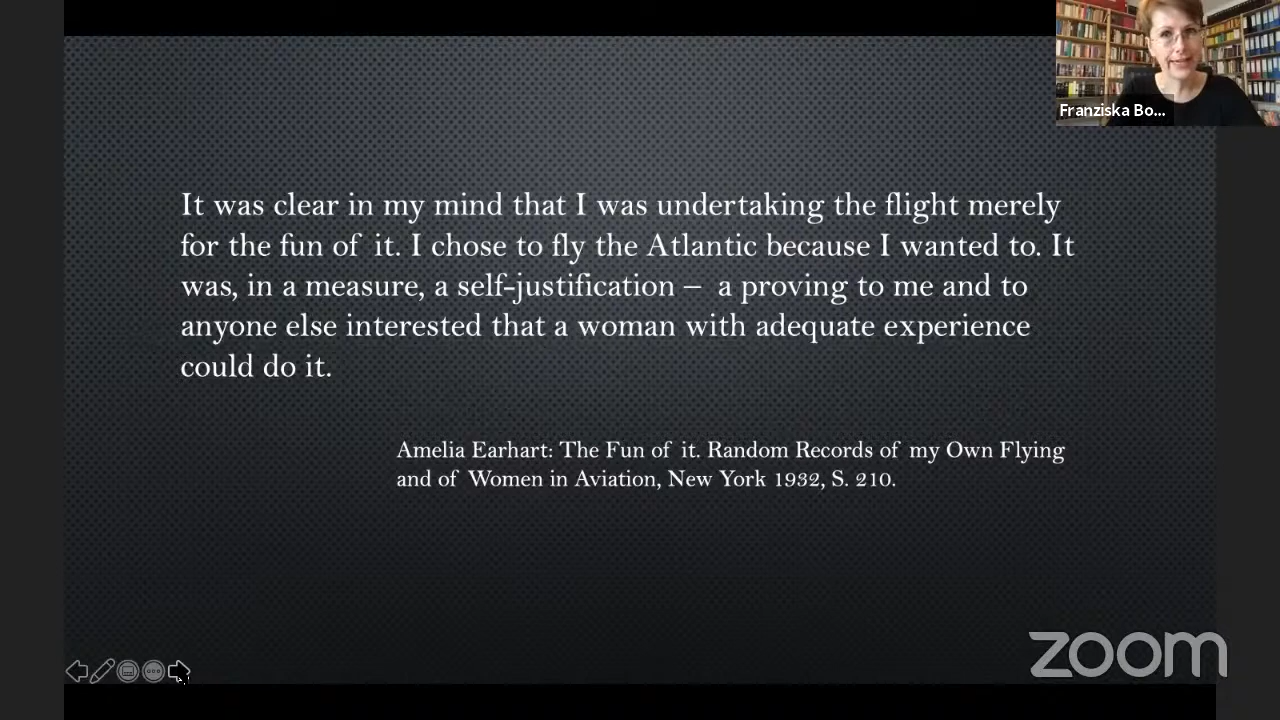 Franziska Bo...
It was clear in my mind that I was undertaking the flight merely
for the fun of it. I chose to fly the Atlantic because I wanted to. It
was, in a measure, a self-justification – a proving to me and to
anyone else interested that a woman with adequate experience
could do it.
Amelia Earhart: The Fun of it. Random Records of my Own Flying
and of Women in Aviation, New York 1932, S. 210.
zoom